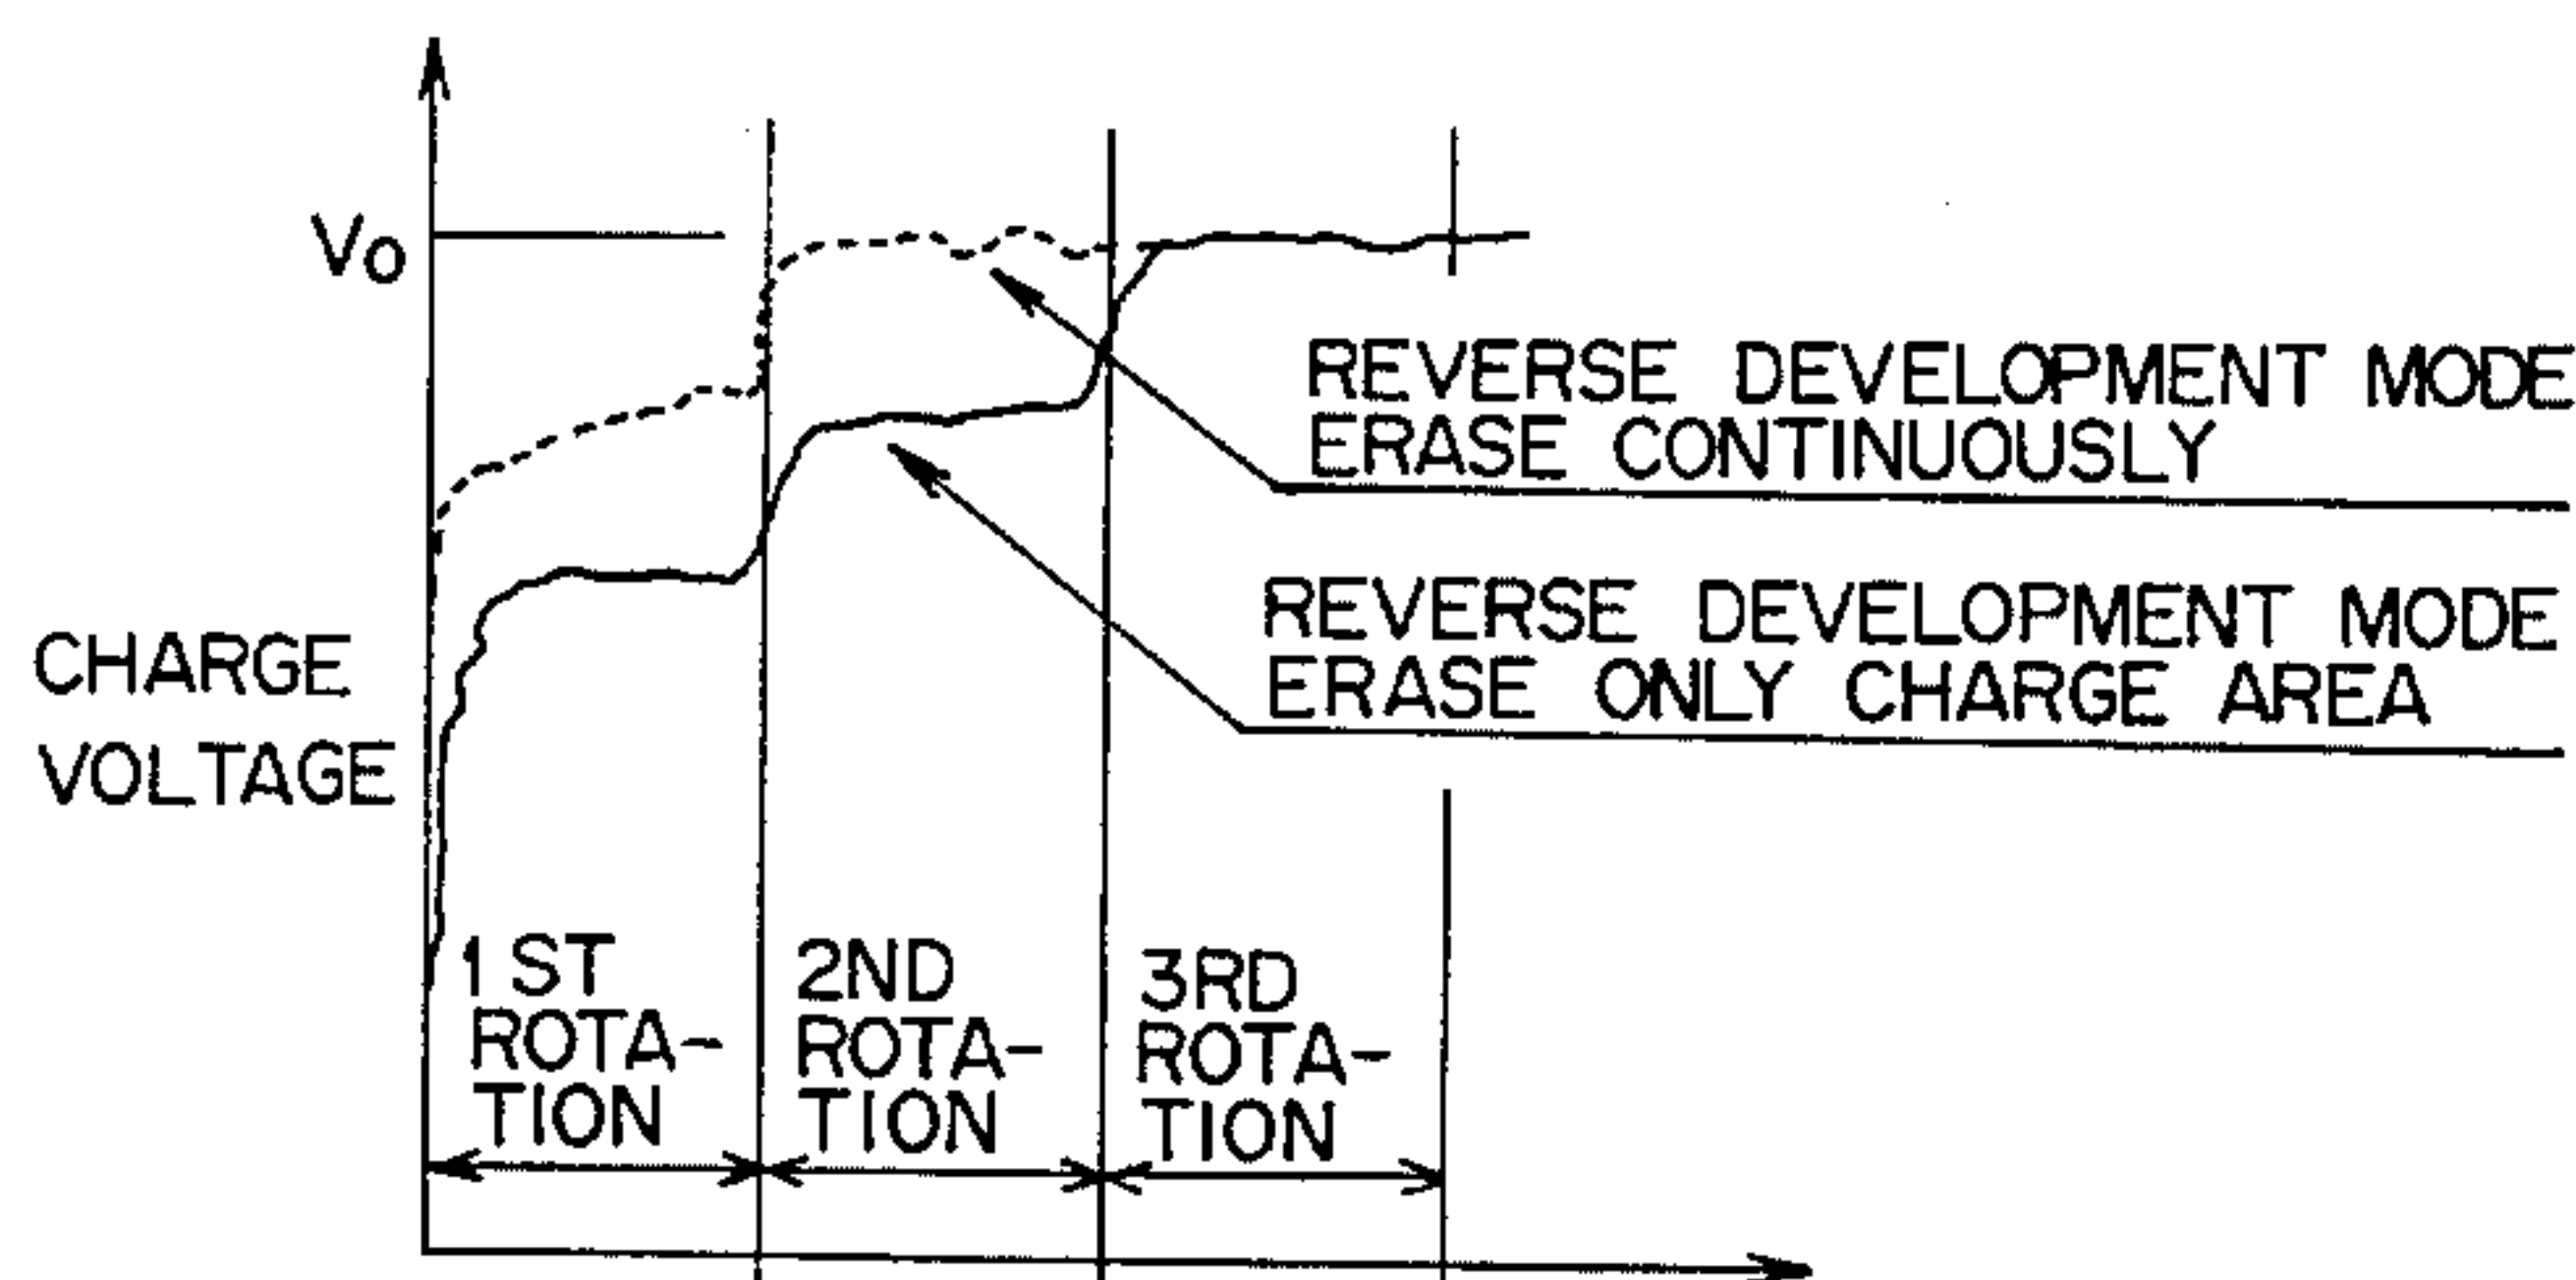 Vo
REVERSE DEVELOPMENT MODE
ERASE CONTINUOUSLY
REVERSE DEVELOPMENT MODE
ERASE ONLY CHARGE AREA
CHARGE
VOLTAGE
1ST
ROTA-
TION
2ND
ROTA-
TION
3RD
ROTA-
TION